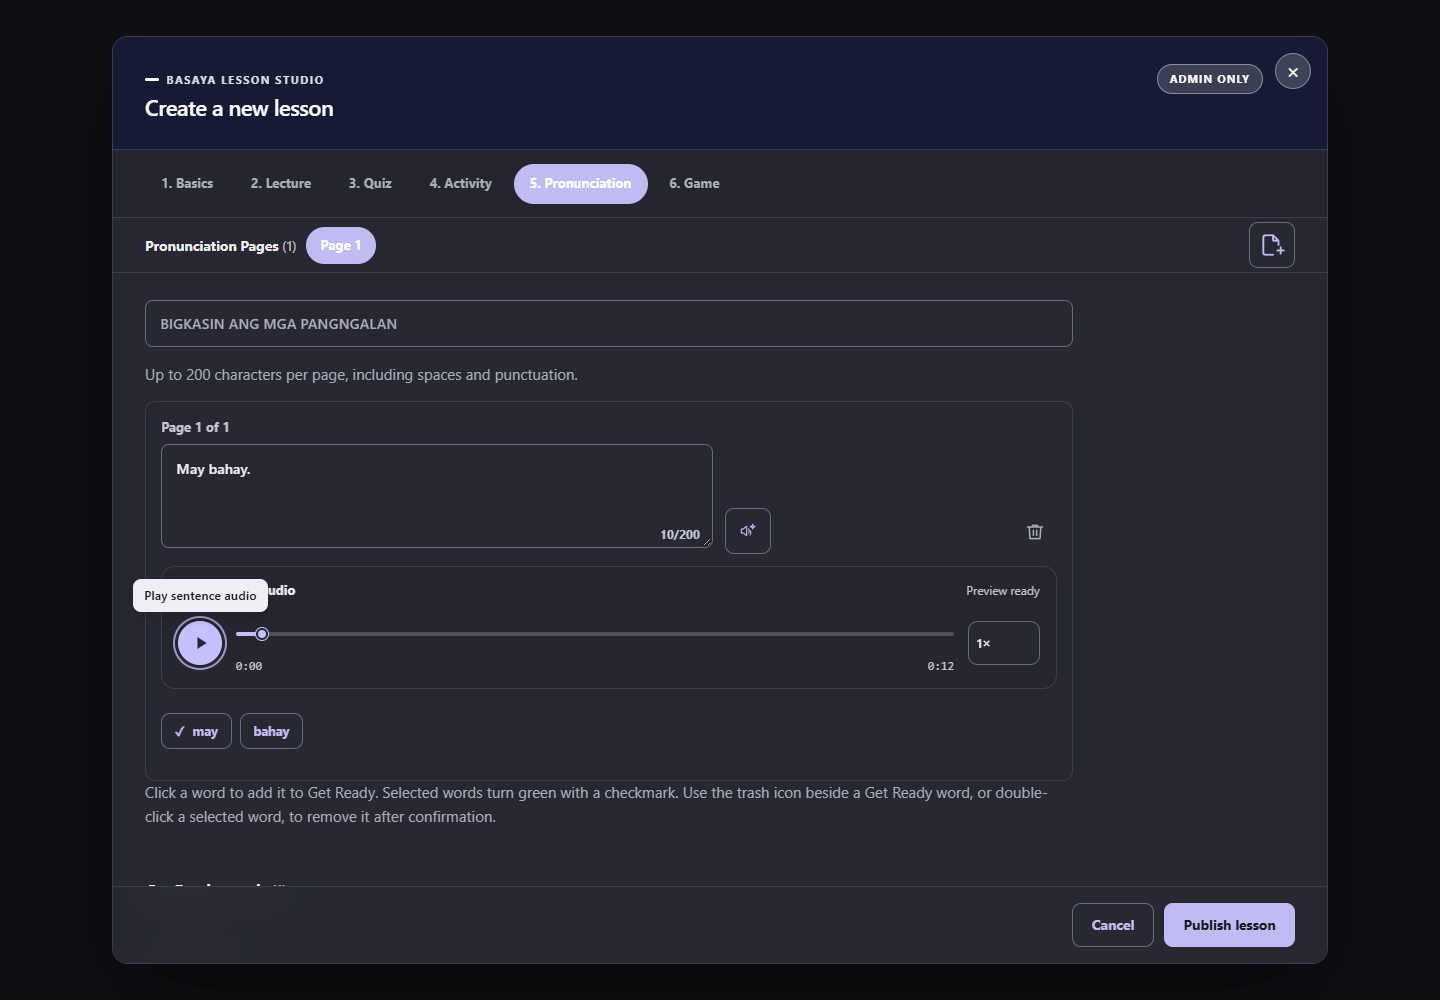 BASAYA LESSON STUDIO
ADMIN ONLY
Create a new lesson
1. Basics
2. Lecture
3. Quiz
4. Activity
5. Pronunciation
6. Game
Pronunciation Pages (1)
Page 1
BIGKASIN ANG MGA PANGNGALAN
Up to 200 characters per page, including spaces and punctuation.
Page 1 of 1
May bahay.
10/200
Play sentence audio
Preview ready
0:00
0:12
1×
✓ may
bahay
Click a word to add it to Get Ready. Selected words turn green with a checkmark. Use the trash icon beside a Get Ready word, or double-
click a selected word, to remove it after confirmation.
Cancel
Publish lesson